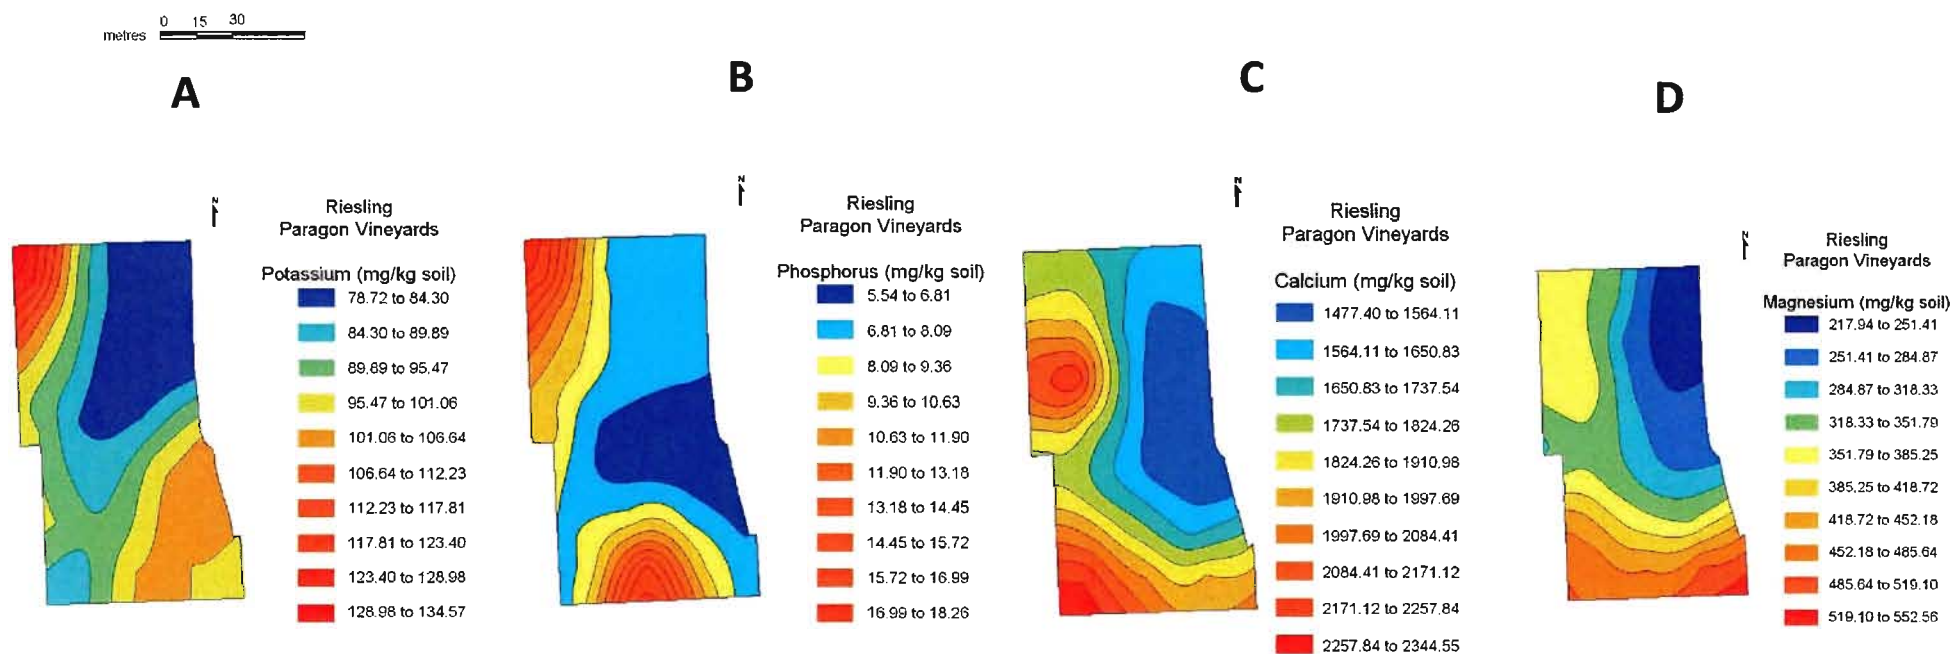 0 15 30
metres
A
B
C
D
N
Riesling
Paragon Vineyards
Potassium (mg/kg soil)
78.72 to 84.30
84.30 to 89.89
89.89 to 95.47
95.47 to 101.06
101.06 to 106.64
106.64 to 112.23
112.23 to 117.81
117.81 to 123.40
123.40 to 128.98
128.98 to 134.57
N
Riesling
Paragon Vineyards
Phosphorus (mg/kg soil)
5.54 to 6.81
6.81 to 8.09
8.09 to 9.36
9.36 to 10.63
10.63 to 11.90
11.90 to 13.18
13.18 to 14.45
14.45 to 15.72
15.72 to 16.99
16.99 to 18.26
N
Riesling
Paragon Vineyards
Calcium (mg/kg soil)
1477.40 to 1564.11
1564.11 to 1650.83
1650.83 to 1737.54
1737.54 to 1824.26
1824.26 to 1910.98
1910.98 to 1997.69
1997.69 to 2084.41
2084.41 to 2171.12
2171.12 to 2257.84
2257.84 to 2344.55
N
Riesling
Paragon Vineyards
Magnesium (mg/kg soil)
217.94 to 251.41
251.41 to 284.87
284.87 to 318.33
318.33 to 351.79
351.79 to 385.25
385.25 to 418.72
418.72 to 452.18
452.18 to 485.64
485.64 to 519.10
519.10 to 552.56